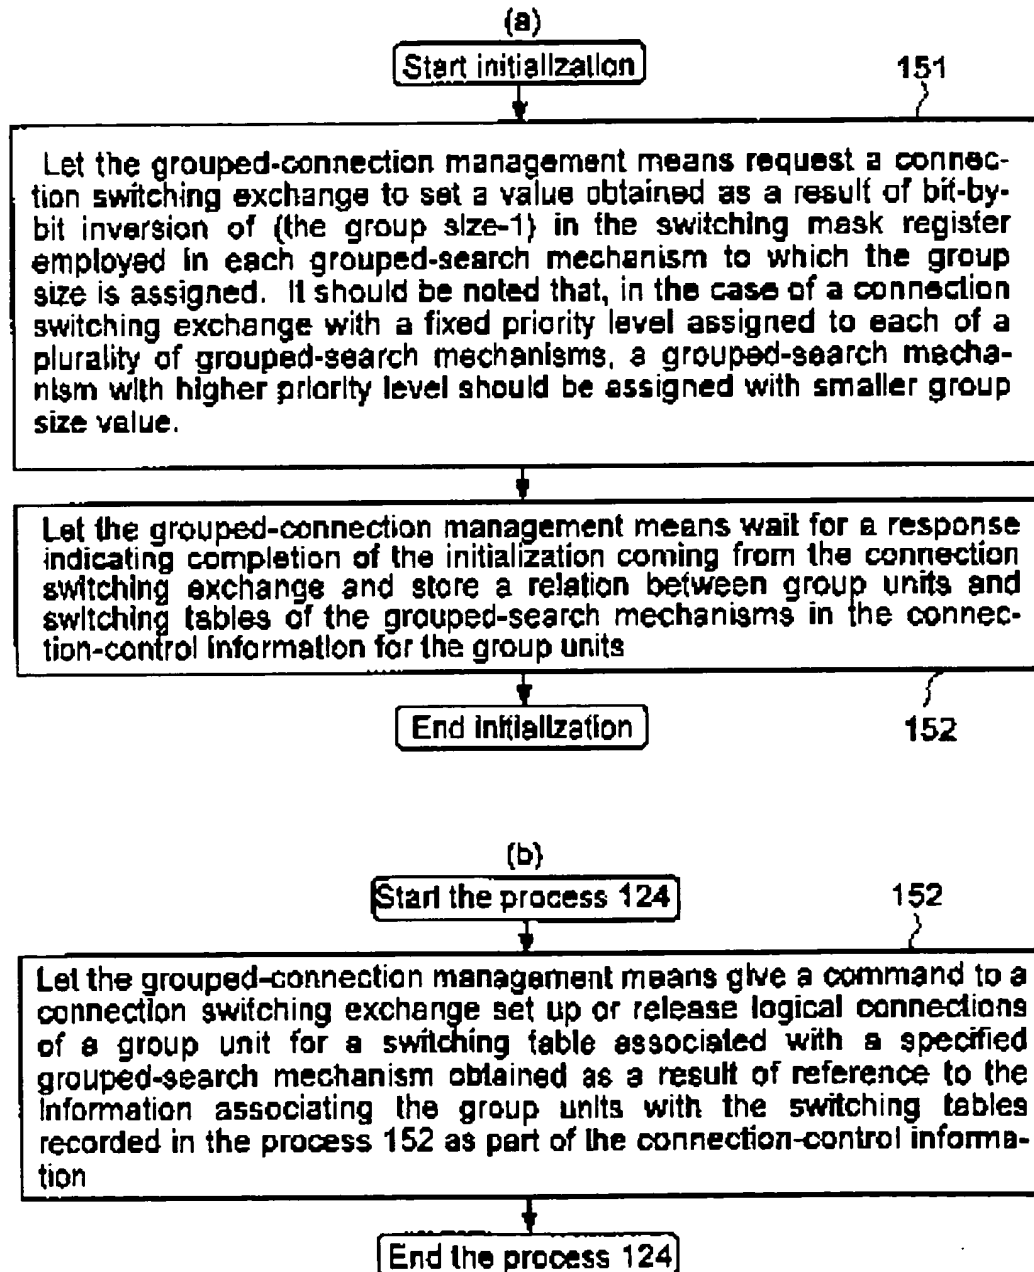 (a)
Start initialization
151
Let the grouped-connection management means request a connec-
tion switching exchange to set a value obtained as a result of bit-by-
bit inversion of (the group size-1) in the switching mask register
employed in each grouped-search mechanism to which the group
size is assigned. It should be noted that, in the case of a connection
switching exchange with a fixed priority level assigned to each of a
plurality of grouped-search mechanisms, a grouped-search mecha-
nism with higher priority level should be assigned with smaller group
size value.
Let the grouped-connection management means wait for a response
indicating completion of the initialization coming from the connection
switching exchange and store a relation between group units and
switching tables of the grouped-search mechanisms in the connec-
tion-control information for the group units
End initialization
152
(b)
Start the process 124
152
Let the grouped-connection management means give a command to a
connection switching exchange set up or release logical connections
of a group unit for a switching table associated with a specified
grouped-search mechanism obtained as a result of reference to the
information associating the group units with the switching tables
recorded in the process 152 as part of the connection-control informa-
tion
End the process 124